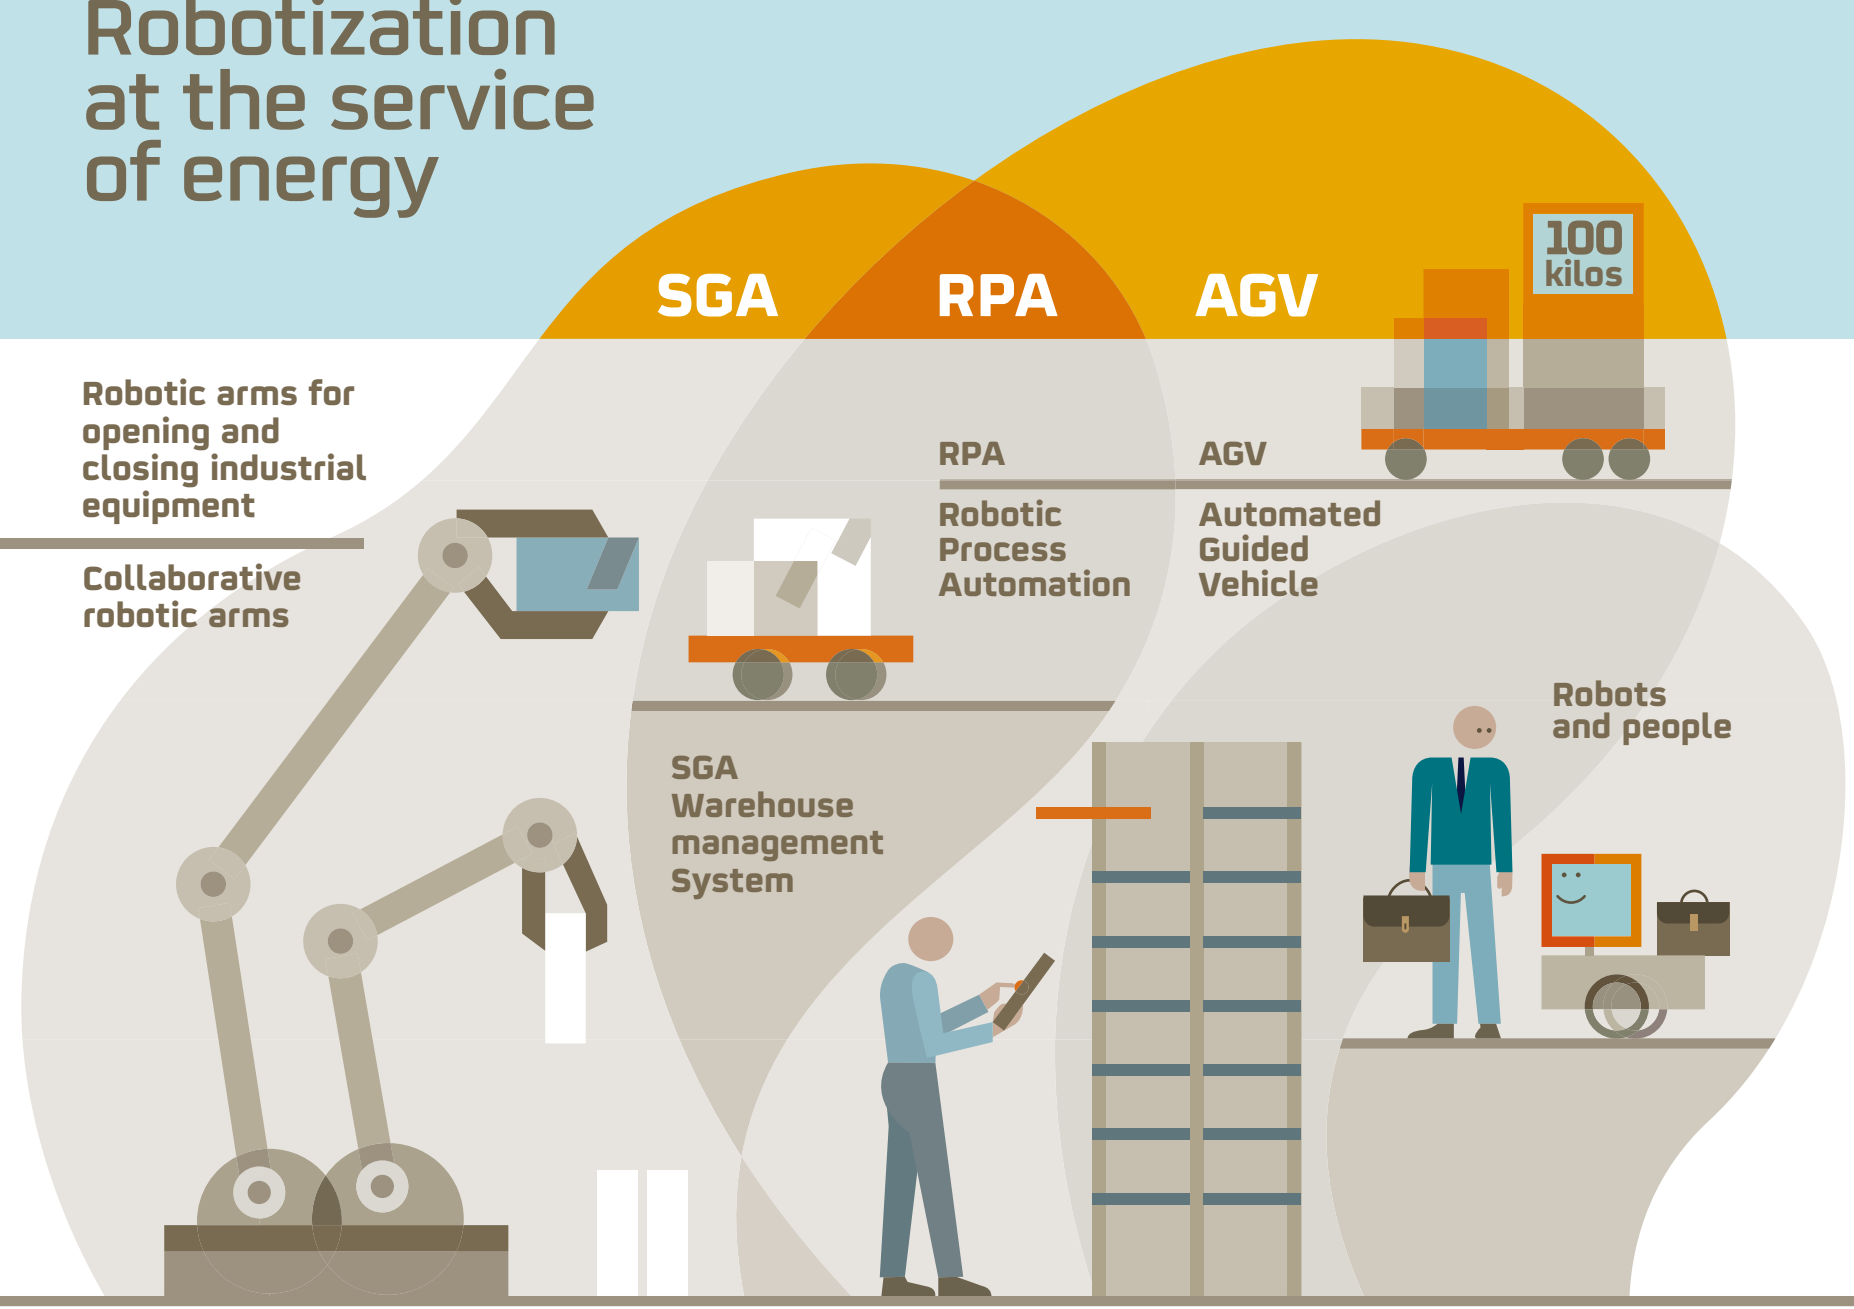 Robotization
at the service
of energy
SGA
RPA
AGV
100
kilos
Robotic arms for
opening and
closing industrial
equipment
Collaborative
robotic arms
RPA
Robotic
Process
Automation
AGV
Automated
Guided
Vehicle
SGA
Warehouse
management
System
Robots
and people